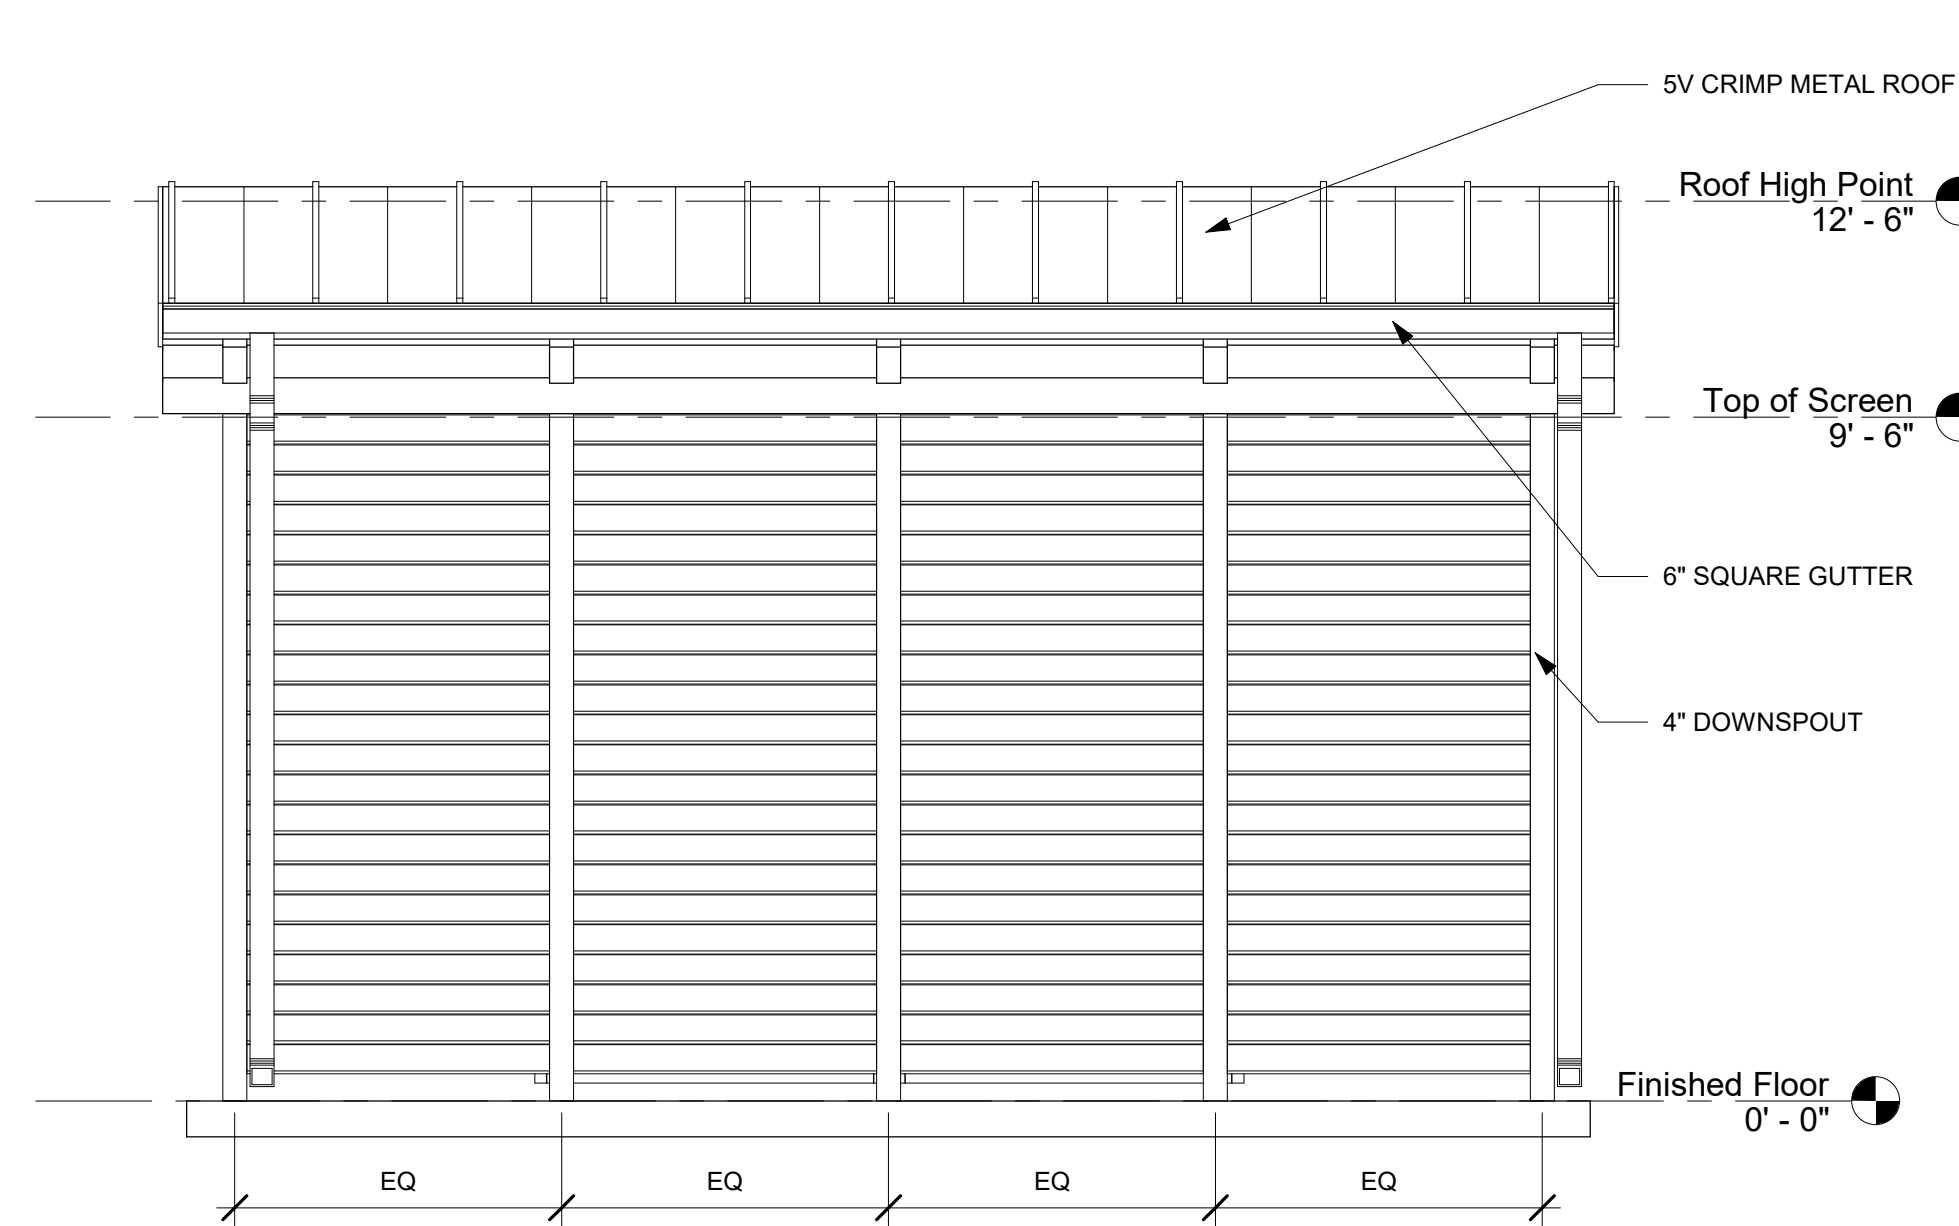 5V CRIMP METAL ROOF
Roof High Point
12' - 6"
Top of Screen
9' - 6"
6" SQUARE GUTTER
4" DOWNSPOUT
Finished Floor
0' - 0"
EQ
EQ
EQ
EQ